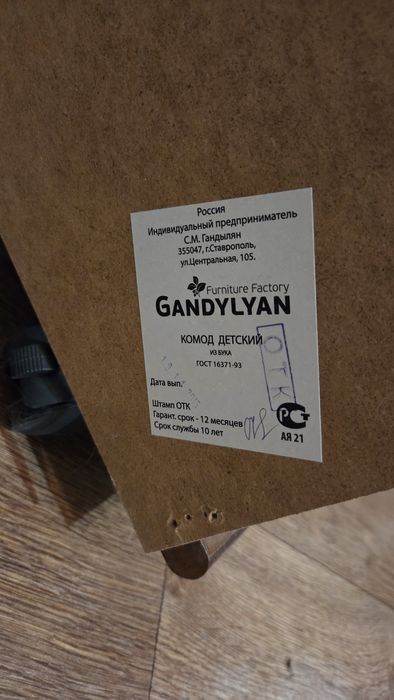 Россия
Индивидуальный предприниматель
С.М. Гандылян
355047, г.Ставрополь,
ул.Центральная, 105.
Furniture Factory
GANDYLYAN
КОМОД ДЕТСКИЙ
ИЗ БУКА
ГОСТ 16371-93
ОТК
Дата вып.
Штамп ОТК
Гарант. срок - 12 месяцев
Срок службы 10 лет
РСТ
АЯ 21